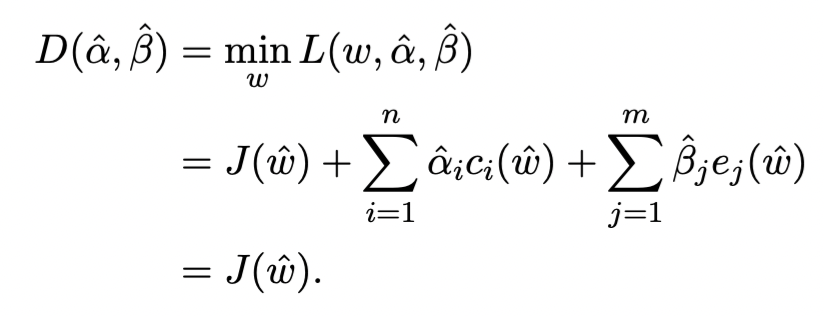 D(α̂, β̂) = min_w L(w, α̂, β̂)
= J(ŵ) + ∑_{i=1}^{n} α̂_i c_i(ŵ) + ∑_{j=1}^{m} β̂_j e_j(ŵ)
= J(ŵ).